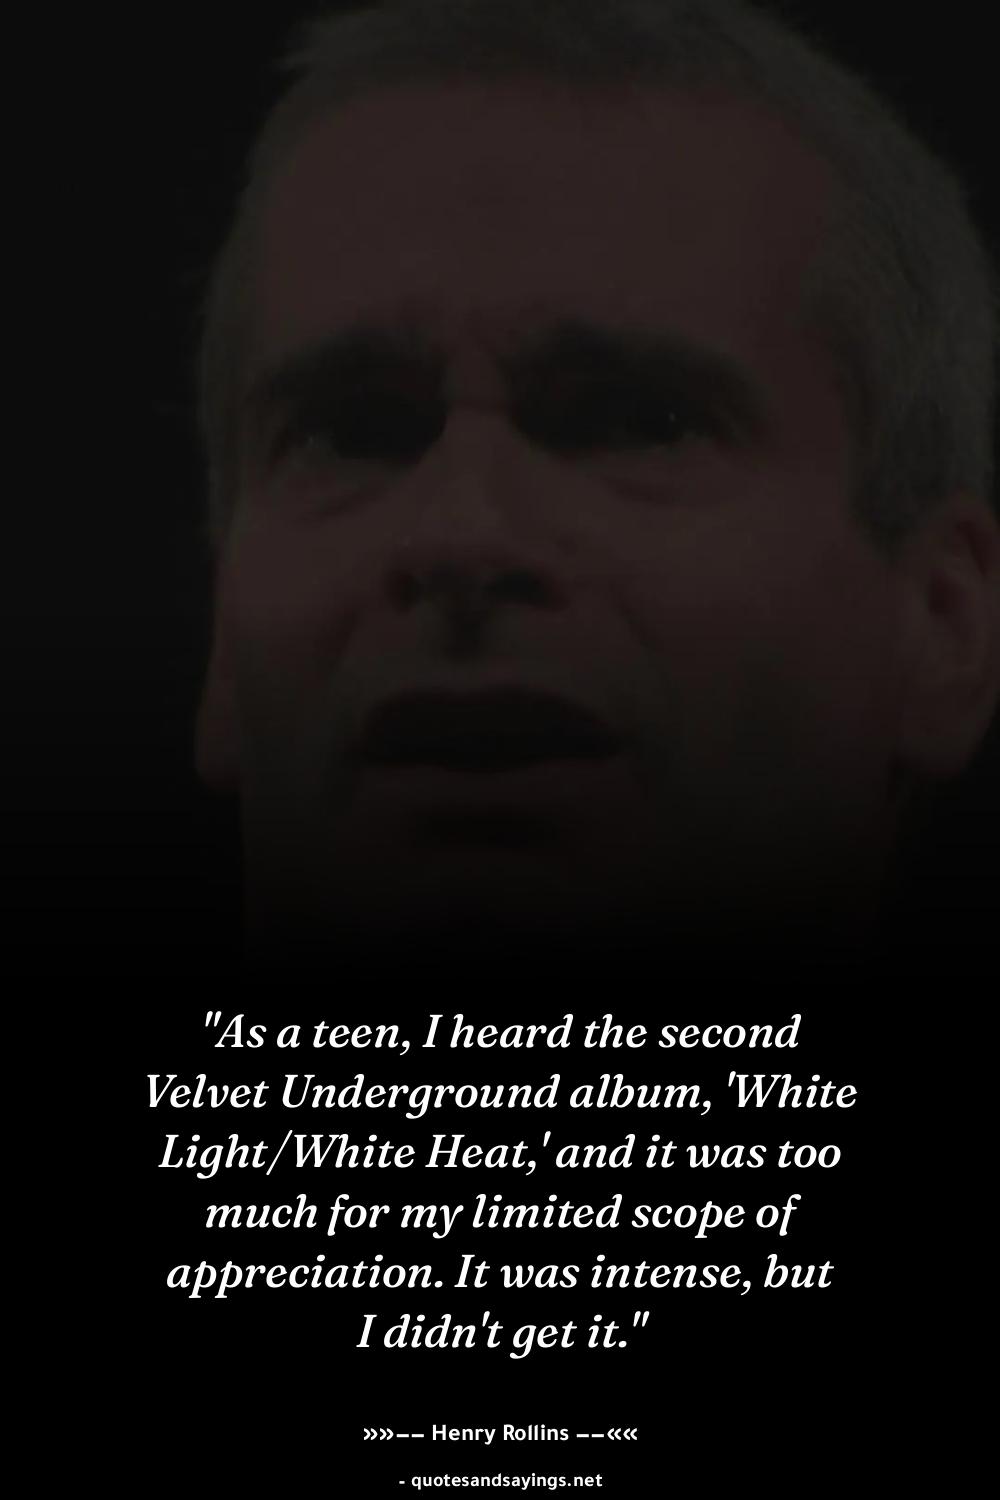 "As a teen, I heard the second
Velvet Underground album, 'White
Light/White Heat,' and it was too
much for my limited scope of
appreciation. It was intense, but
I didn't get it."
»»-- Henry Rollins --««
- quotesandsayings.net